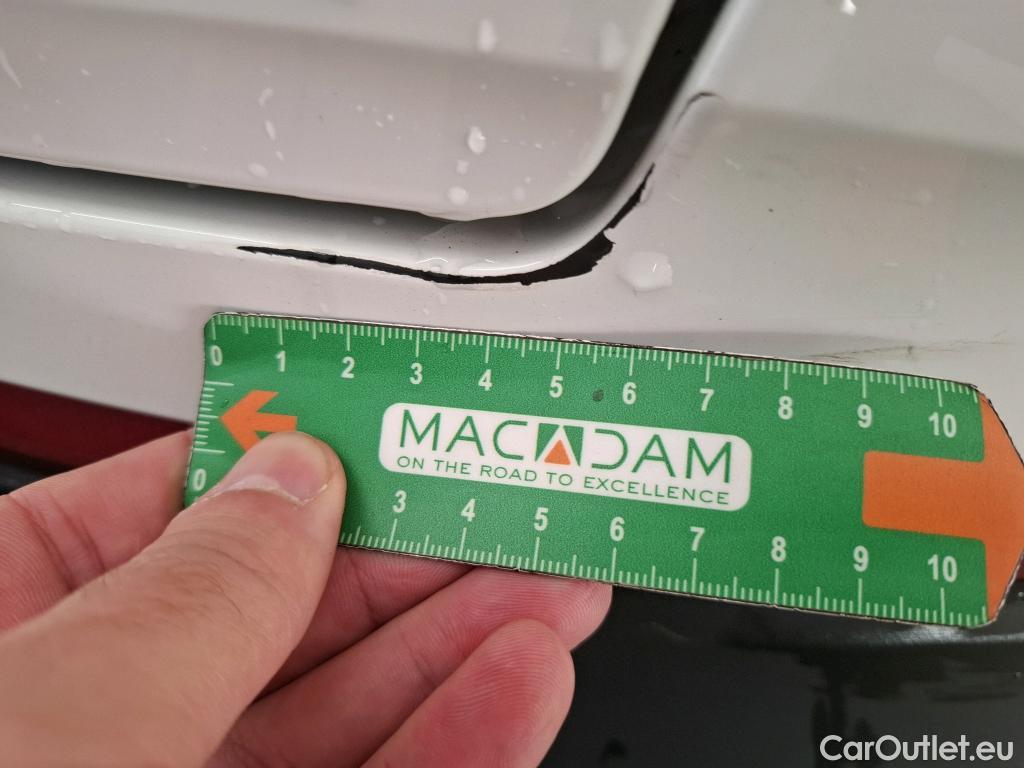 0 1 2 3 4 5 6 7 8 9 10
MACADAM
ON THE ROAD TO EXCELLENCE
0 3 4 5 6 7 8 9 10
CarOutlet.eu